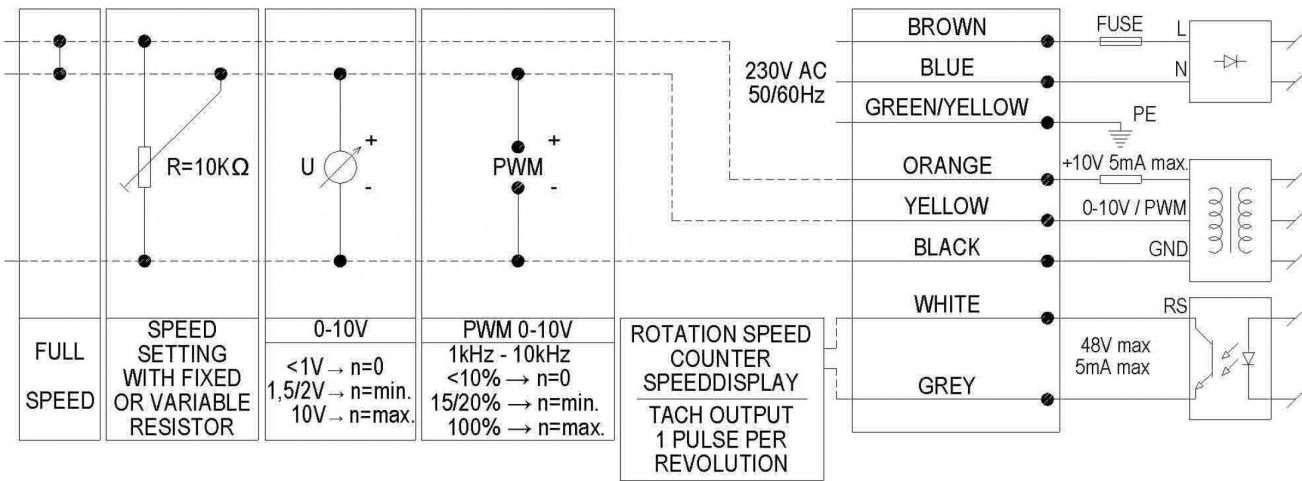 R=10KΩ
U
+
-
PWM
+
-
FULL
SPEED
SPEED
SETTING
WITH FIXED
OR VARIABLE
RESISTOR
0-10V
<1V → n=0
1,5/2V → n=min.
10V → n=max.
PWM 0-10V
1kHz - 10kHz
<10% → n=0
15/20% → n=min.
100% → n=max.
ROTATION SPEED
COUNTER
SPEEDDISPLAY
TACH OUTPUT
1 PULSE PER
REVOLUTION
230V AC
50/60Hz
BROWN
BLUE
GREEN/YELLOW
ORANGE
YELLOW
BLACK
WHITE
GREY
FUSE
L
N
PE
+10V 5mA max.
0-10V / PWM
GND
RS
48V max
5mA max